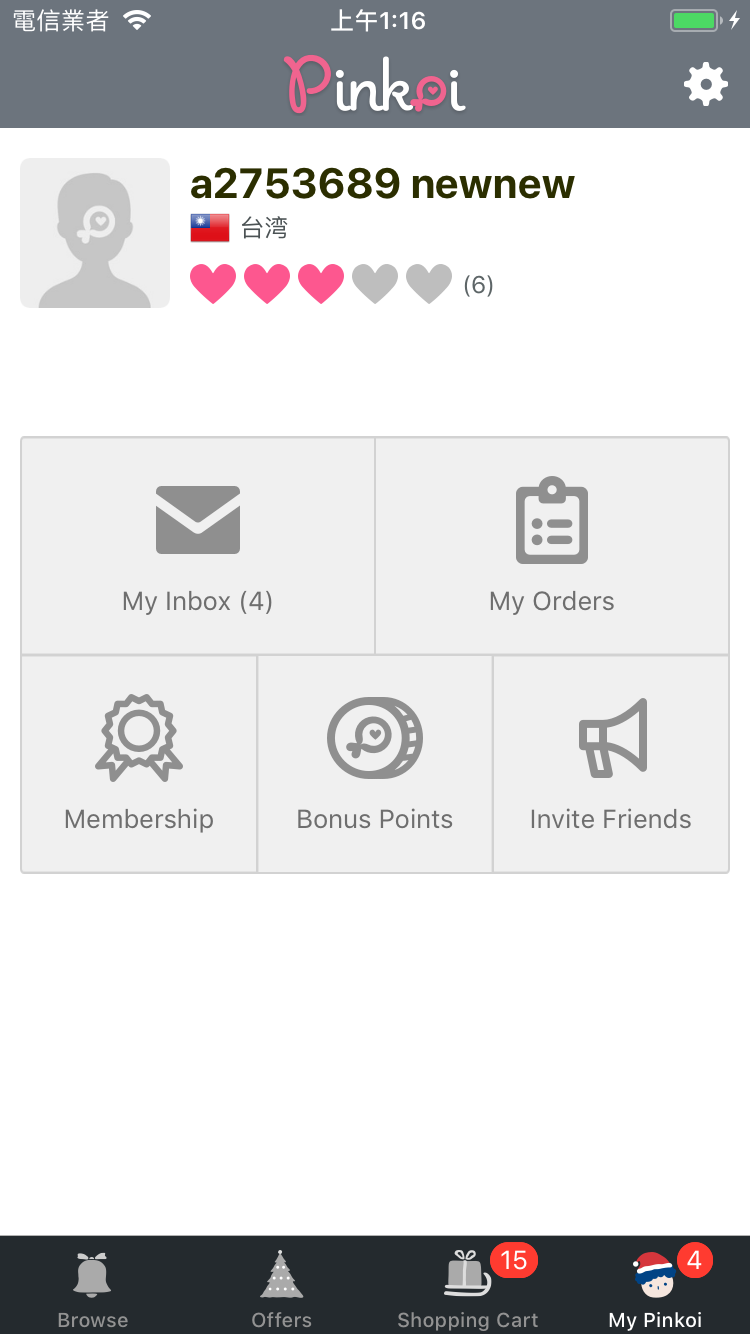 電信業者 上午1:16
Pinkoi
a2753689 newnew
台湾
(6)
My Inbox (4) My Orders
Membership Bonus Points Invite Friends
15 4
Browse Offers Shopping Cart My Pinkoi